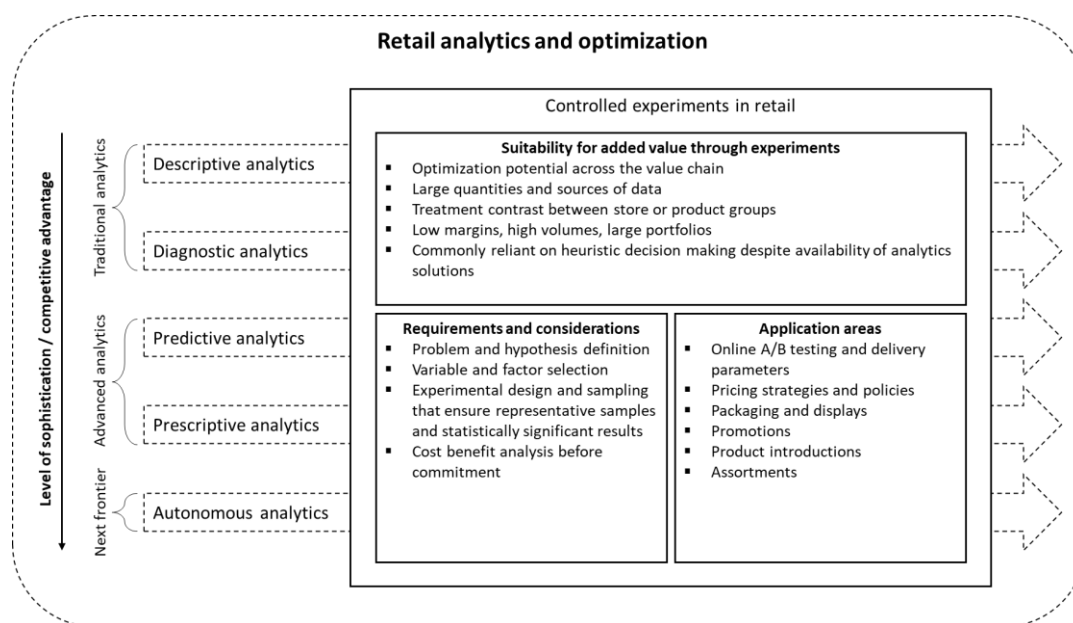 Retail analytics and optimization
Level of sophistication / competitive advantage
Traditional analytics
Descriptive analytics
Diagnostic analytics
Advanced analytics
Predictive analytics
Prescriptive analytics
Next frontier
Autonomous analytics
Controlled experiments in retail
Suitability for added value through experiments
▪ Optimization potential across the value chain
▪ Large quantities and sources of data
▪ Treatment contrast between store or product groups
▪ Low margins, high volumes, large portfolios
▪ Commonly reliant on heuristic decision making despite availability of analytics
solutions
Requirements and considerations
▪ Problem and hypothesis definition
▪ Variable and factor selection
▪ Experimental design and sampling
that ensure representative samples
and statistically significant results
▪ Cost benefit analysis before
commitment
Application areas
▪ Online A/B testing and delivery
parameters
▪ Pricing strategies and policies
▪ Packaging and displays
▪ Promotions
▪ Product introductions
▪ Assortments